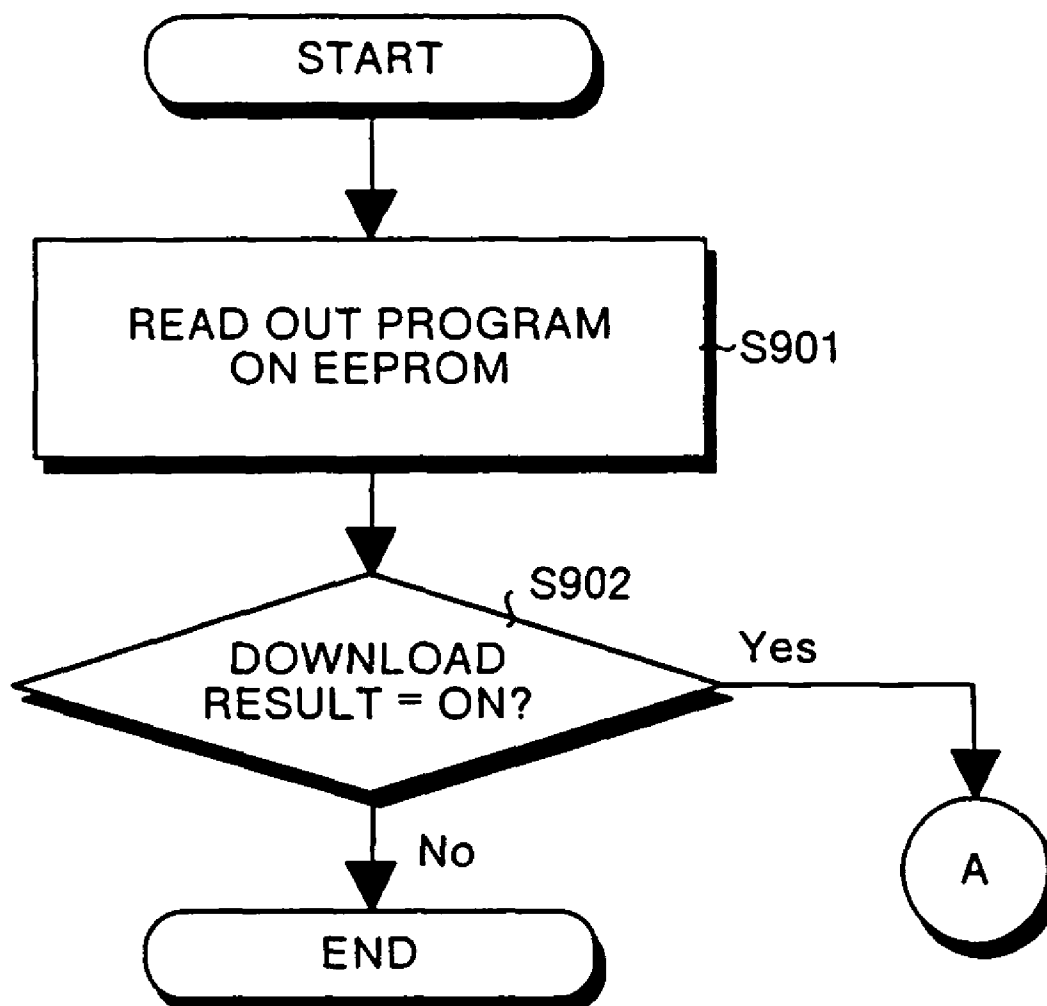 START
READ OUT PROGRAM
ON EEPROM
S901
S902
DOWNLOAD
RESULT = ON?
Yes
No
A
END